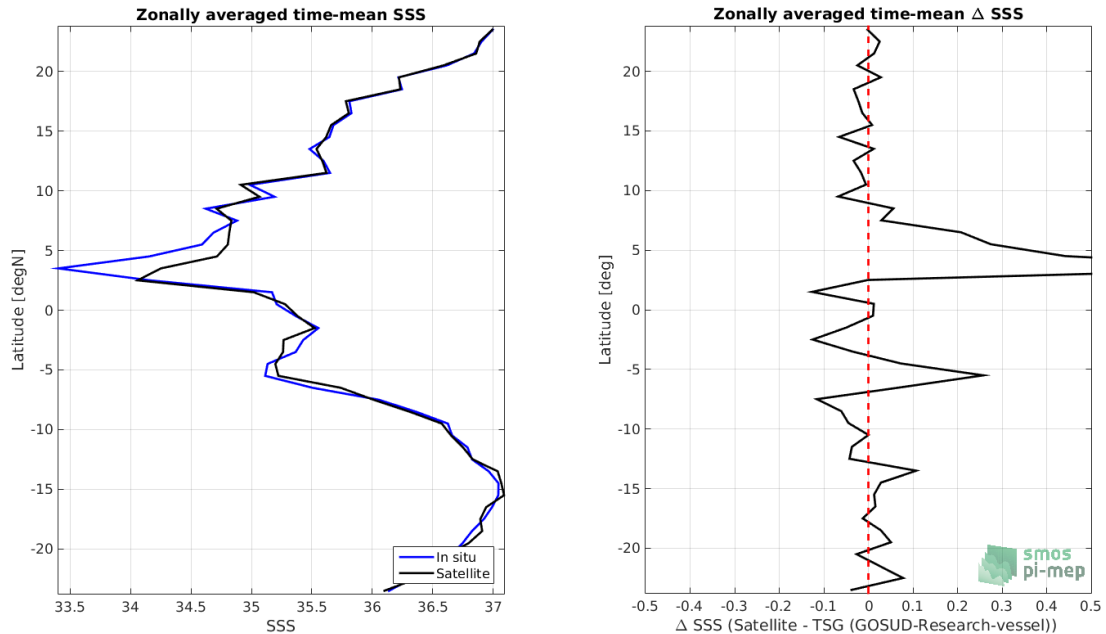 Zonally averaged time-mean SSS
Latitude [degN]
20
15
10
5
0
-5
-10
-15
-20
33.5 34 34.5 35 35.5 36 36.5 37
SSS
In situ
Satellite
Zonally averaged time-mean Δ SSS
Latitude [deg]
20
15
10
5
0
-5
-10
-15
-20
-0.5 -0.4 -0.3 -0.2 -0.1 0 0.1 0.2 0.3 0.4 0.5
Δ SSS (Satellite - TSG (GOSUD-Research-vessel))
smos
pi-mep